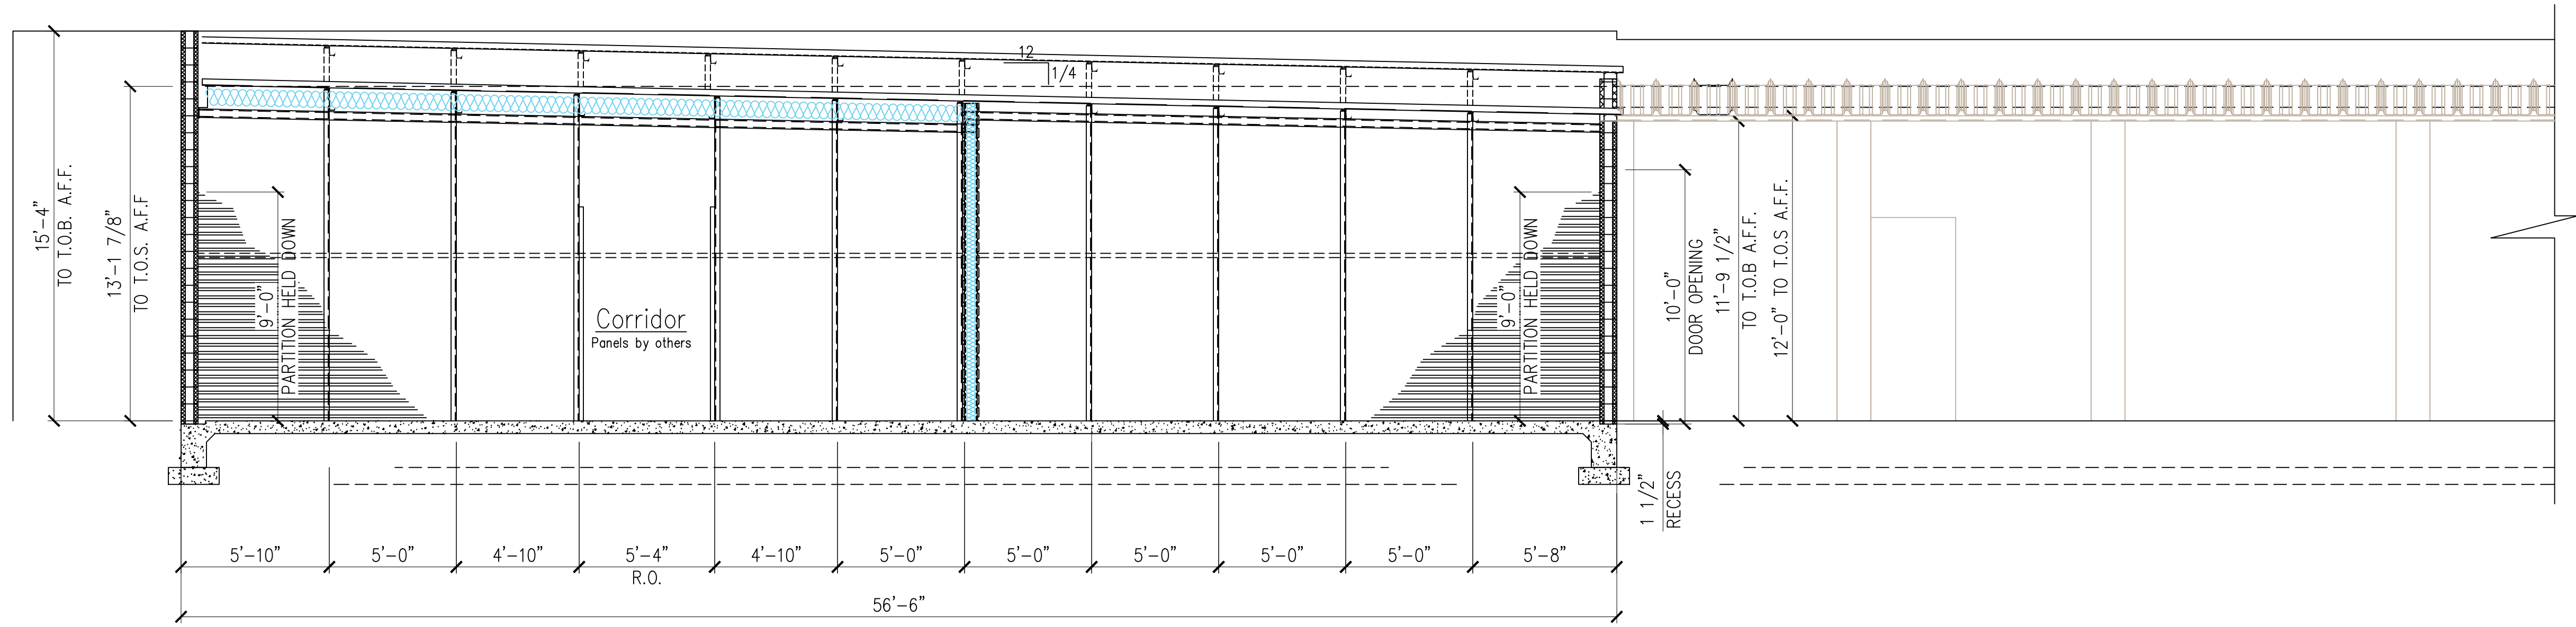 12
1/4
15'-4"
TO T.O.B. A.F.F.
13'-1 7/8"
TO T.O.S. A.F.F
9'-0"
PARTITION HELD DOWN
Corridor
Panels by others
9'-0"
PARTITION HELD DOWN
10'-0"
DOOR OPENING
11'-9 1/2"
TO T.O.B A.F.F.
12'-0" TO T.O.S A.F.F.
1 1/2"
RECESS
5'-10" 5'-0" 4'-10" 5'-4" 4'-10" 5'-0" 5'-0" 5'-0" 5'-0" 5'-0" 5'-8"
R.O.
56'-6"